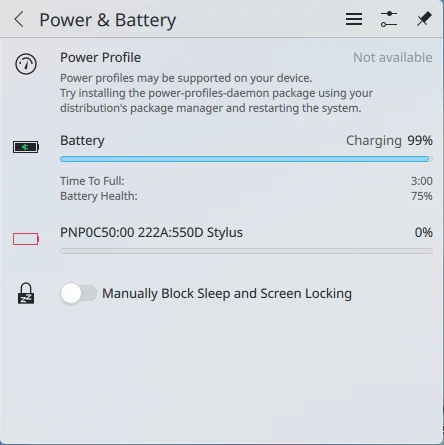 Power & Battery
Power Profile Not available
Power profiles may be supported on your device.
Try installing the power-profiles-daemon package using your
distribution's package manager and restarting the system.
Battery Charging 99%
Time To Full: 3:00
Battery Health: 75%
PNP0C50:00 222A:550D Stylus 0%
zZ
Manually Block Sleep and Screen Locking